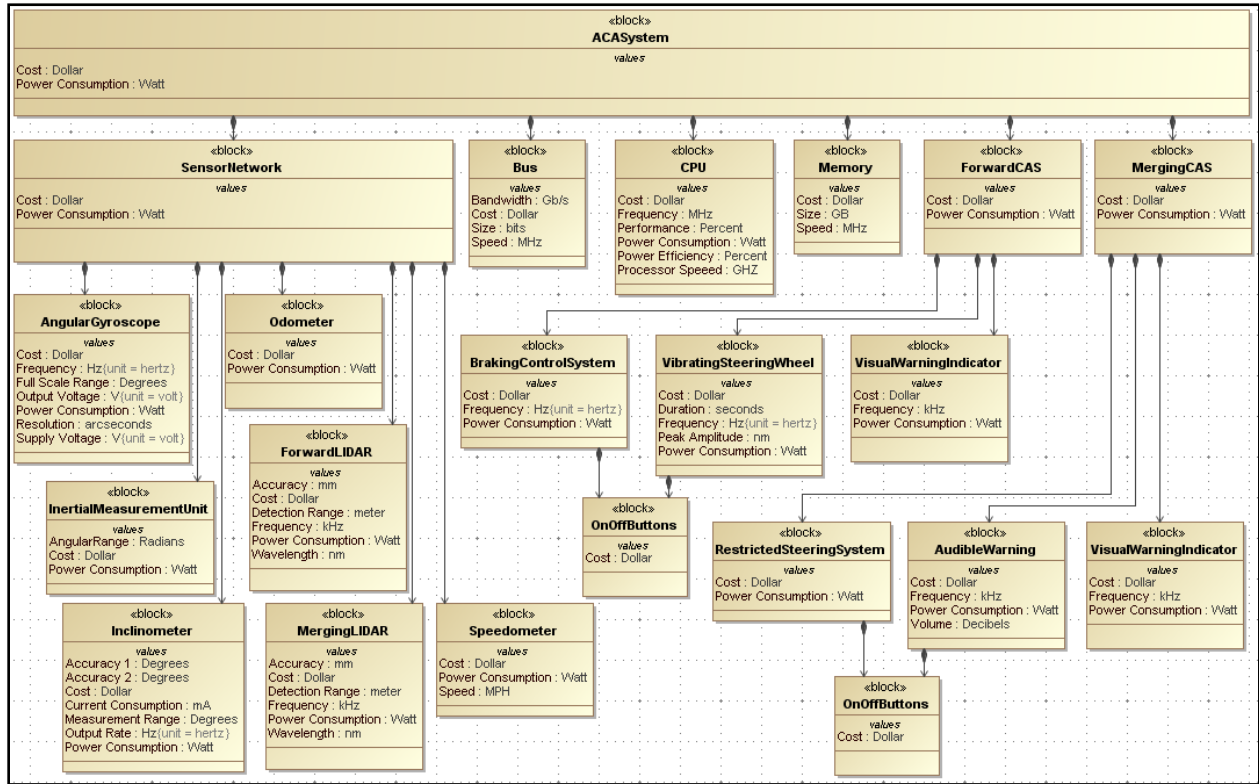 «block»
ACASystem
values
Cost : Dollar
Power Consumption : Watt
«block»
SensorNetwork
values
Cost : Dollar
Power Consumption : Watt
«block»
Bus
values
Bandwidth : Gb/s
Cost : Dollar
Size : bits
Speed : MHz
«block»
CPU
values
Cost : Dollar
Frequency : MHz
Performance : Percent
Power Consumption : Watt
Power Efficiency : Percent
Processor Speeed : GHZ
«block»
Memory
values
Cost : Dollar
Size : GB
Speed : MHz
«block»
ForwardCAS
values
Cost : Dollar
Power Consumption : Watt
«block»
MergingCAS
values
Cost : Dollar
Power Consumption : Watt
«block»
AngularGyroscope
values
Cost : Dollar
Frequency : Hz{unit = hertz}
Full Scale Range : Degrees
Output Voltage : V{unit = volt}
Power Consumption : Watt
Resolution : arcseconds
Supply Voltage : V{unit = volt}
«block»
Odometer
values
Cost : Dollar
Power Consumption : Watt
«block»
BrakingControlSystem
values
Cost : Dollar
Frequency : Hz{unit = hertz}
Power Consumption : Watt
«block»
VibratingSteeringWheel
values
Cost : Dollar
Duration : seconds
Frequency : Hz{unit = hertz}
Peak Amplitude : nm
Power Consumption : Watt
«block»
VisualWarningIndicator
values
Cost : Dollar
Frequency : kHz
Power Consumption : Watt
«block»
ForwardLIDAR
values
Accuracy : mm
Cost : Dollar
Detection Range : meter
Frequency : kHz
Power Consumption : Watt
Wavelength : nm
«block»
InertialMeasurementUnit
values
AngularRange : Radians
Cost : Dollar
Power Consumption : Watt
«block»
OnOffButtons
values
Cost : Dollar
«block»
RestrictedSteeringSystem
values
Cost : Dollar
Power Consumption : Watt
«block»
AudibleWarning
values
Cost : Dollar
Frequency : kHz
Power Consumption : Watt
Volume : Decibels
«block»
VisualWarningIndicator
values
Cost : Dollar
Frequency : kHz
Power Consumption : Watt
«block»
Inclinometer
values
Accuracy 1 : Degrees
Accuracy 2 : Degrees
Cost : Dollar
Current Consumption : mA
Measurement Range : Degrees
Output Rate : Hz{unit = hertz}
Power Consumption : Watt
«block»
MergingLIDAR
values
Accuracy : mm
Cost : Dollar
Detection Range : meter
Frequency : kHz
Power Consumption : Watt
Wavelength : nm
«block»
Speedometer
values
Cost : Dollar
Power Consumption : Watt
Speed : MPH
«block»
OnOffButtons
values
Cost : Dollar